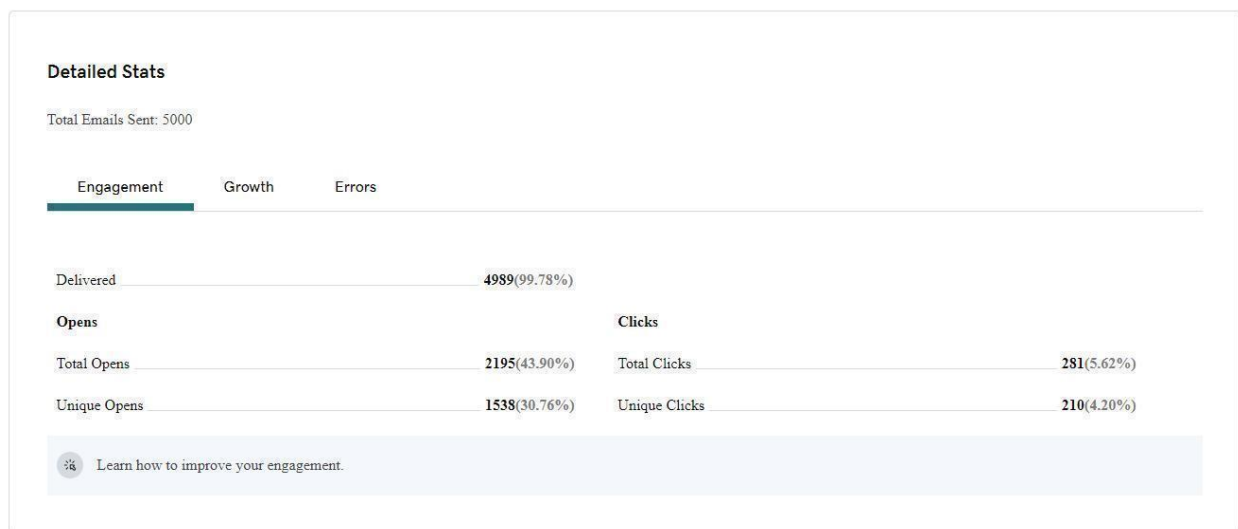 Detailed Stats
Total Emails Sent: 5000
Engagement Growth Errors
Delivered 4989(99.78%)
Opens Clicks
Total Opens 2195(43.90%) Total Clicks 281(5.62%)
Unique Opens 1538(30.76%) Unique Clicks 210(4.20%)
Learn how to improve your engagement.